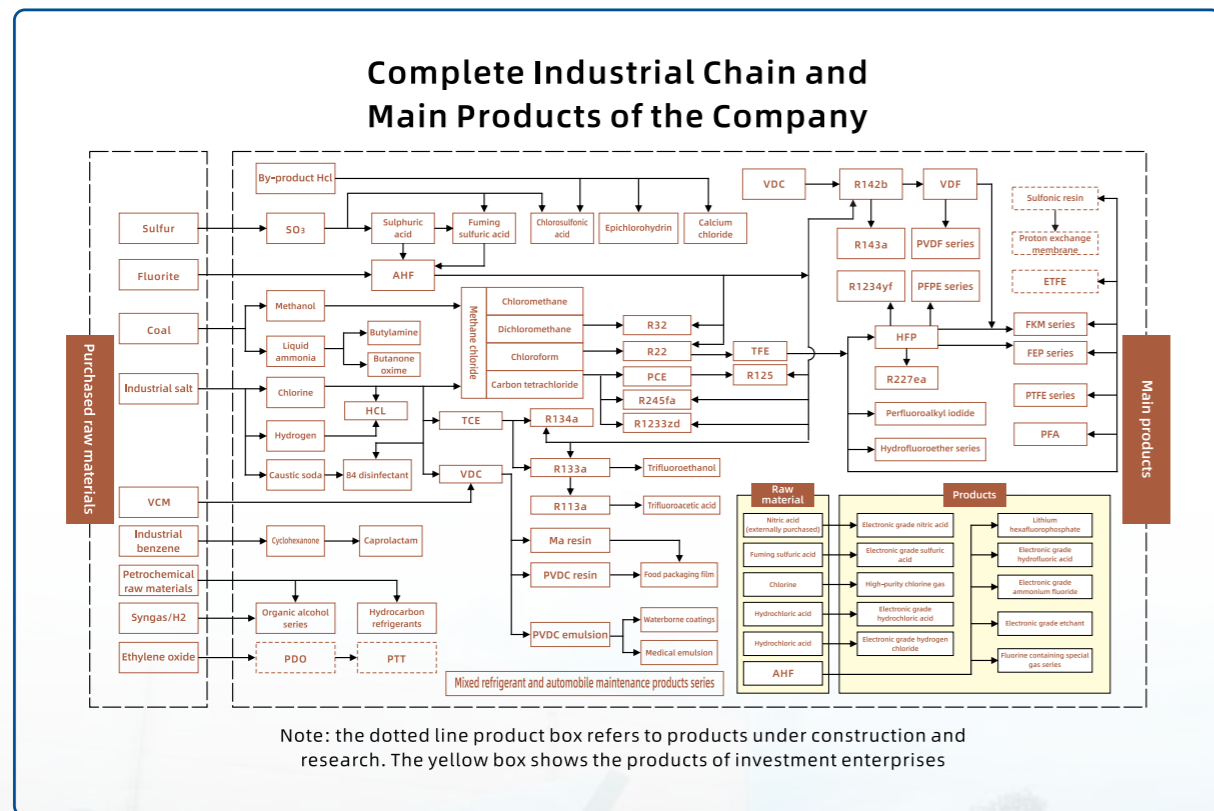 Complete Industrial Chain and
Main Products of the Company
Purchased raw materials
Sulfur
Fluorite
Coal
Industrial salt
VCM
Industrial
benzene
Petrochemical
raw materials
Syngas/H2
Ethylene oxide
By-product Hcl
SO₃
Sulphuric
acid
Fuming
sulfuric acid
Chlorosulfonic
acid
Epichlorohydrin
Calcium
chloride
AHF
Methanol
Liquid
ammonia
Butylamine
Butanone
oxime
Chlorine
HCL
Hydrogen
Caustic soda
84 disinfectant
Methane chloride
Chloromethane
Dichloromethane
Chloroform
Carbon tetrachloride
R32
R22
TFE
PCE
R125
R245fa
R1233zd
TCE
R134a
VDC
R133a
Trifluoroethanol
R113a
Trifluoroacetic acid
Cyclohexanone
Caprolactam
Ma resin
PVDC resin
Food packaging film
Organic alcohol
series
Hydrocarbon
refrigerants
PVDC emulsion
Waterborne coatings
Medical emulsion
PDO
PTT
Mixed refrigerant and automobile maintenance products series
VDC
R142b
VDF
R143a
PVDF series
R1234yf
PFPE series
HFP
R227ea
Perfluoroalkyl iodide
Hydrofluoroether series
Sulfonic resin
Proton exchange
membrane
ETFE
FKM series
FEP series
PTFE series
PFA
Main products
Raw
material
Products
Nitric acid
(externally purchased)
Electronic grade nitric acid
Lithium
hexafluorophosphate
Fuming sulfuric acid
Electronic grade sulfuric
acid
Electronic grade
hydrofluoric acid
Chlorine
High-purity chlorine gas
Electronic grade
ammonium fluoride
Hydrochloric acid
Electronic grade
hydrochloric acid
Electronic grade etchant
Hydrochloric acid
Electronic grade hydrogen
chloride
Fluorine containing special
gas series
AHF
Note: the dotted line product box refers to products under construction and
research. The yellow box shows the products of investment enterprises